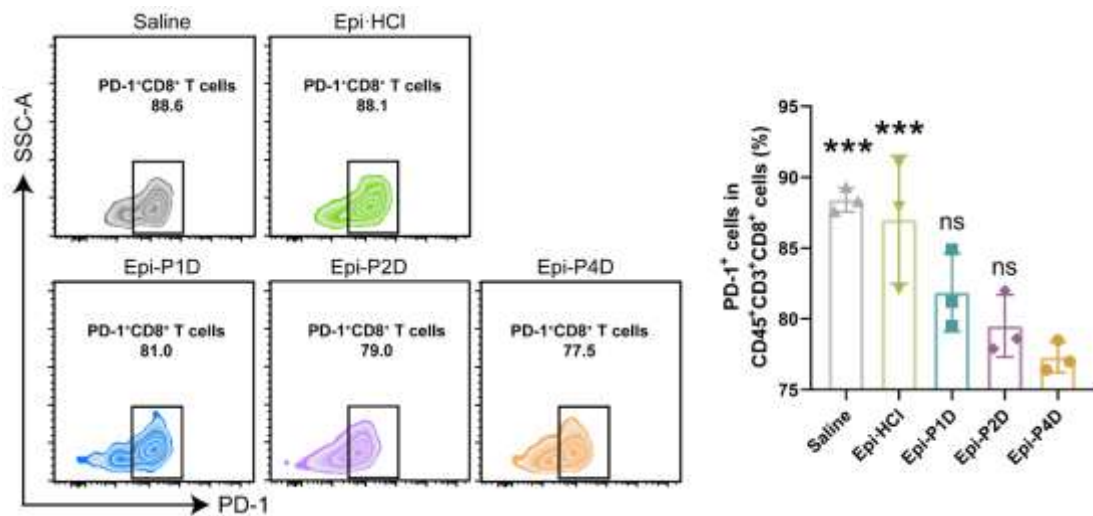 Saline
Epi·HCl
PD-1⁺CD8⁺ T cells
88.6
PD-1⁺CD8⁺ T cells
88.1
SSC-A
Epi-P1D
Epi-P2D
Epi-P4D
PD-1⁺CD8⁺ T cells
81.0
PD-1⁺CD8⁺ T cells
79.0
PD-1⁺CD8⁺ T cells
77.5
PD-1
PD-1⁺ cells in
CD45⁺CD3⁺CD8⁺ cells (%)
95
90
85
80
75
***
***
ns
ns
Saline
Epi·HCl
Epi-P1D
Epi-P2D
Epi-P4D